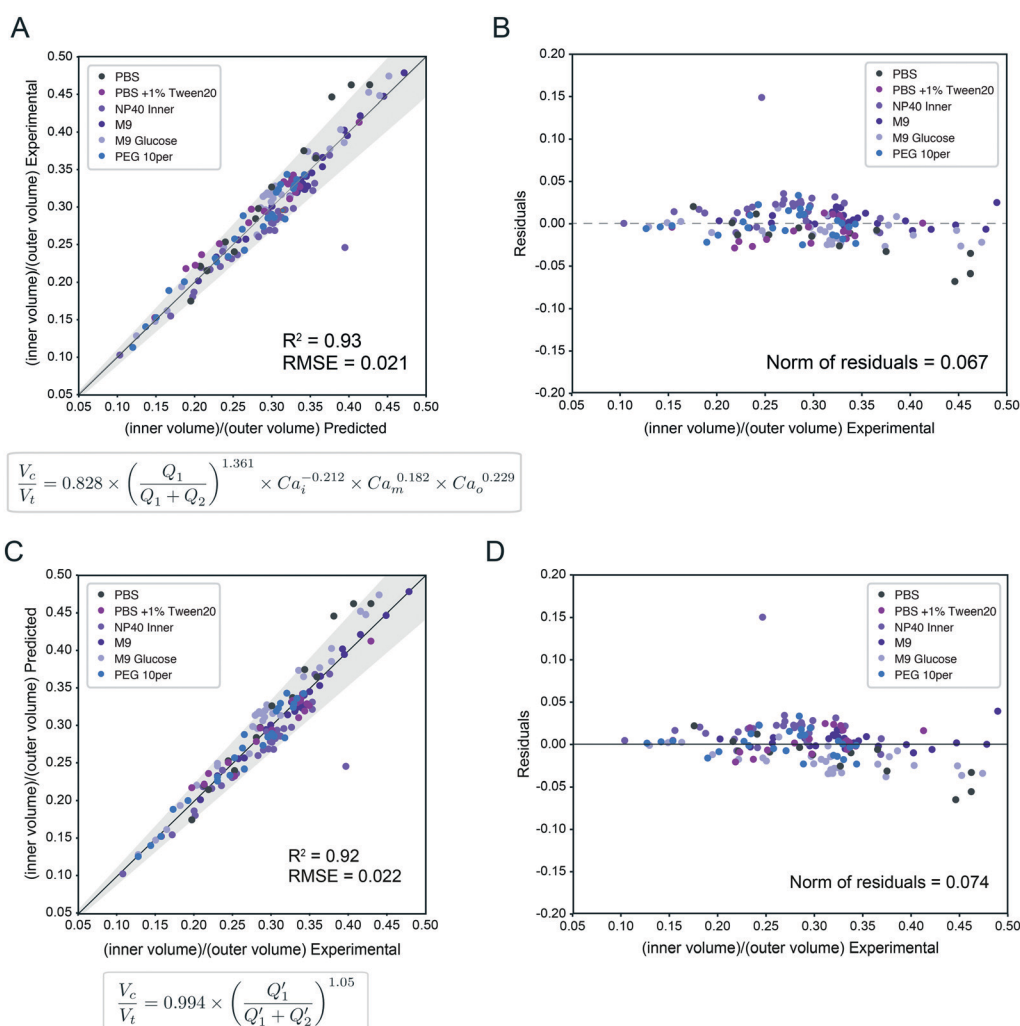 A
(inner volume)/(outer volume) Experimental
0.50
0.45
0.40
0.35
0.30
0.25
0.20
0.15
0.10
0.05
PBS
PBS +1% Tween20
NP40 Inner
M9
M9 Glucose
PEG 10per
R² = 0.93
RMSE = 0.021
0.05 0.10 0.15 0.20 0.25 0.30 0.35 0.40 0.45 0.50
(inner volume)/(outer volume) Predicted
B
Residuals
0.20
0.15
0.10
0.05
0.00
-0.05
-0.10
-0.15
-0.20
PBS
PBS +1% Tween20
NP40 Inner
M9
M9 Glucose
PEG 10per
Norm of residuals = 0.067
0.05 0.10 0.15 0.20 0.25 0.30 0.35 0.40 0.45 0.50
(inner volume)/(outer volume) Experimental
V_c/V_t = 0.828 × (Q_1/(Q_1 + Q_2))^1.361 × Ca_i^-0.212 × Ca_m^0.182 × Ca_o^0.229
C
(inner volume)/(outer volume) Predicted
0.50
0.45
0.40
0.35
0.30
0.25
0.20
0.15
0.10
0.05
PBS
PBS +1% Tween20
NP40 Inner
M9
M9 Glucose
PEG 10per
R² = 0.92
RMSE = 0.022
0.05 0.10 0.15 0.20 0.25 0.30 0.35 0.40 0.45 0.50
(inner volume)/(outer volume) Experimental
D
Residuals
0.20
0.15
0.10
0.05
0.00
-0.05
-0.10
-0.15
-0.20
PBS
PBS +1% Tween20
NP40 Inner
M9
M9 Glucose
PEG 10per
Norm of residuals = 0.074
0.05 0.10 0.15 0.20 0.25 0.30 0.35 0.40 0.45 0.50
(inner volume)/(outer volume) Experimental
V_c/V_t = 0.994 × (Q'_1/(Q'_1 + Q'_2))^1.05